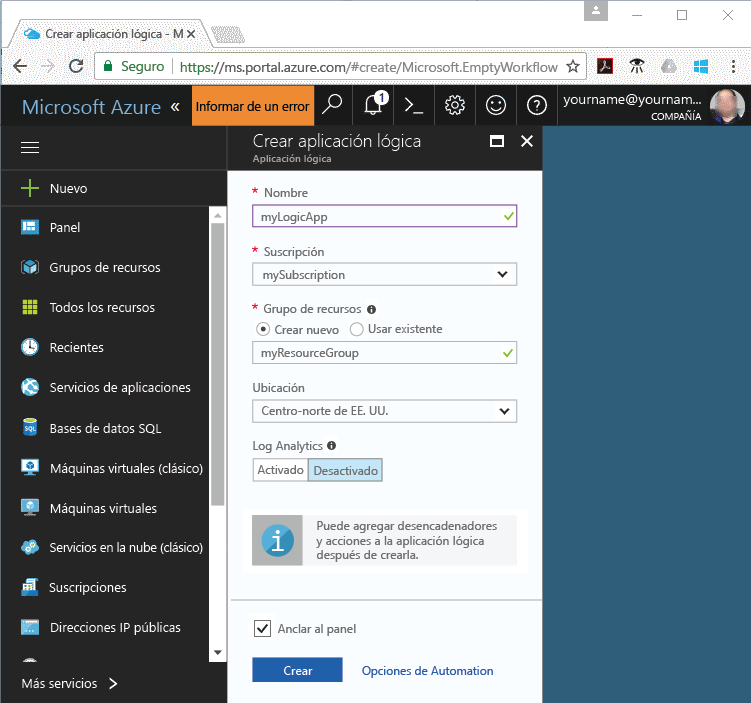 Crear aplicación lógica - M
Seguro
https://ms.portal.azure.com/#create/Microsoft.EmptyWorkflow
Microsoft Azure
Informar de un error
1
yourname@yournam...
COMPAÑÍA
Crear aplicación lógica
Aplicación lógica
Nuevo
Panel
Grupos de recursos
Todos los recursos
Recientes
Servicios de aplicaciones
Bases de datos SQL
SQL
Máquinas virtuales (clásico)
Máquinas virtuales
Servicios en la nube (clásico)
Suscripciones
Direcciones IP públicas
Más servicios
* Nombre
myLogicApp
* Suscripción
mySubscription
* Grupo de recursos
Crear nuevo
Usar existente
myResourceGroup
Ubicación
Centro-norte de EE. UU.
Log Analytics
Activado
Desactivado
Puede agregar desencadenadores
y acciones a la aplicación lógica
después de crearla.
Anclar al panel
Crear
Opciones de Automation